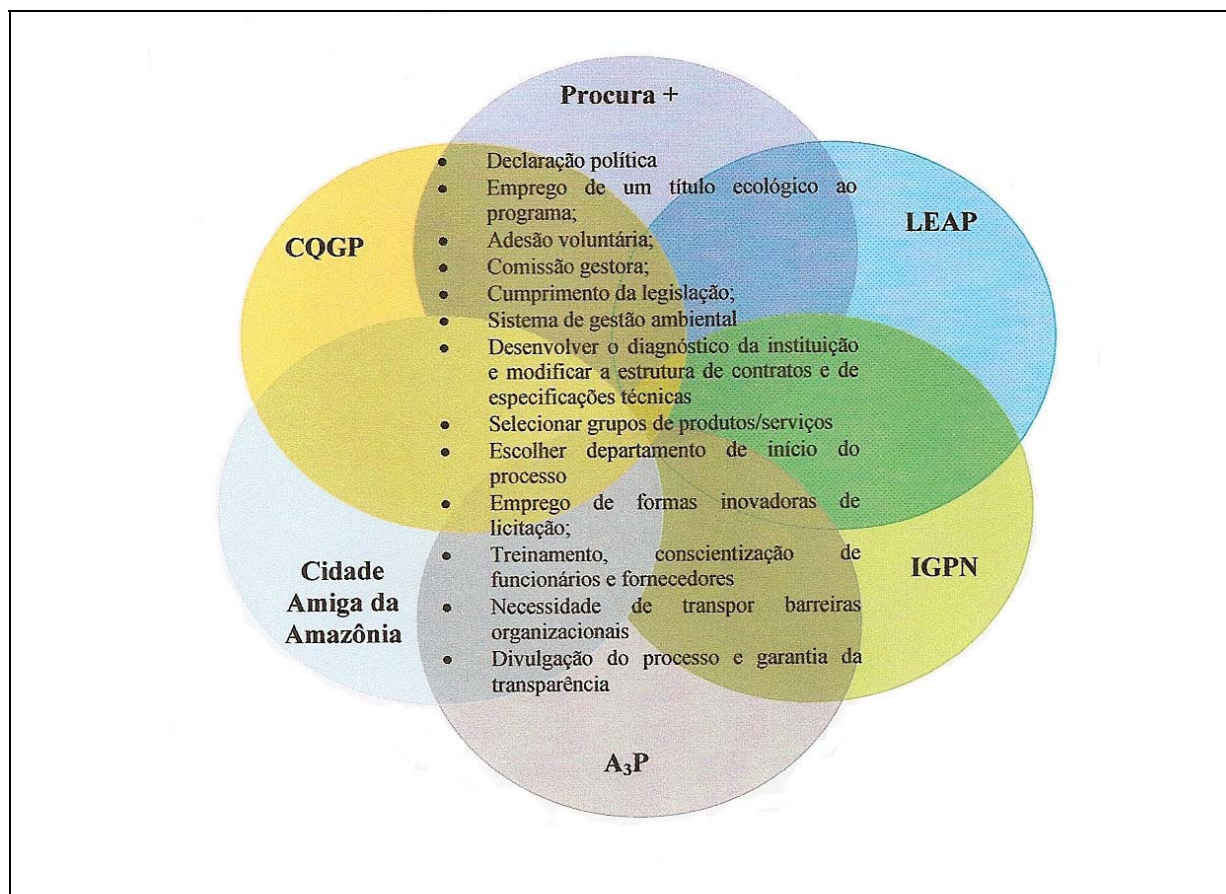 Procura +
LEAP
CQGP
• Declaração política
• Emprego de um título ecológico ao
programa;
• Adesão voluntária;
• Comissão gestora;
• Cumprimento da legislação;
• Sistema de gestão ambiental
• Desenvolver o diagnóstico da instituição
e modificar a estrutura de contratos e de
especificações técnicas
• Selecionar grupos de produtos/serviços
• Escolher departamento de início do
processo
• Emprego de formas inovadoras de
licitação;
• Treinamento, conscientização de
funcionários e fornecedores
• Necessidade de transpor barreiras
organizacionais
• Divulgação do processo e garantia da
transparência
Cidade
Amiga da
Amazônia
IGPN
A₃P